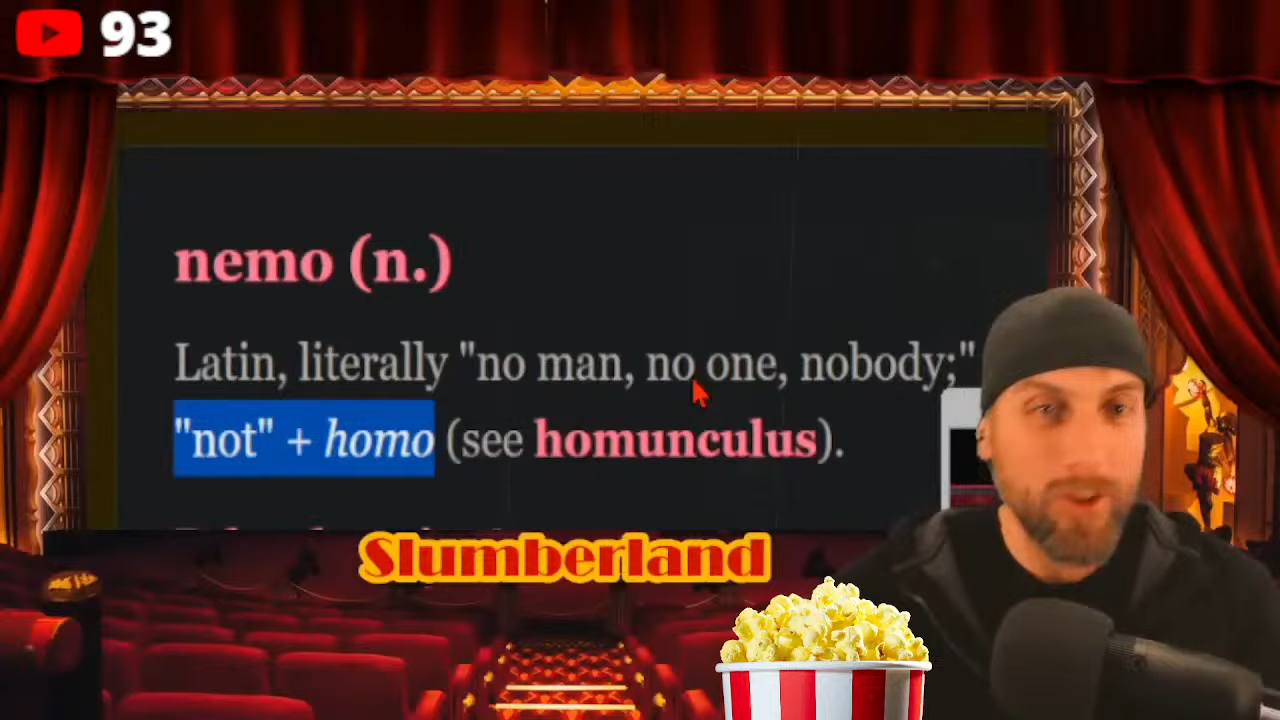 93
nemo (n.)
Latin, literally "no man, no one, nobody;"
"not" + homo (see homunculus).
Slumberland